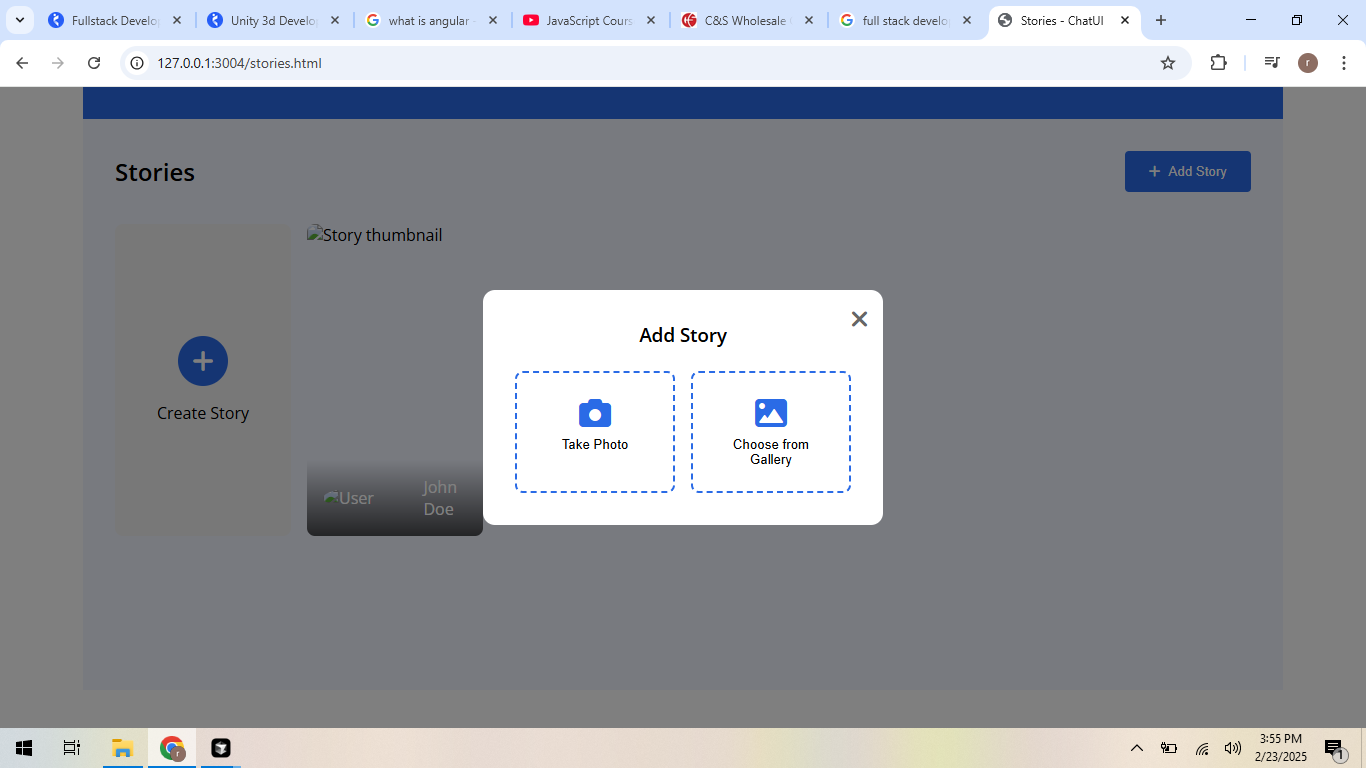 Fullstack Develop
Unity 3d Develop
what is angular -
JavaScript Cours
C&S Wholesale
full stack develo
Stories - ChatUI
127.0.0.1:3004/stories.html
r
Stories
+ Add Story
Story thumbnail
Create Story
User
John
Doe
Add Story
Take Photo
Choose from
Gallery
r
3:55 PM
2/23/2025
1